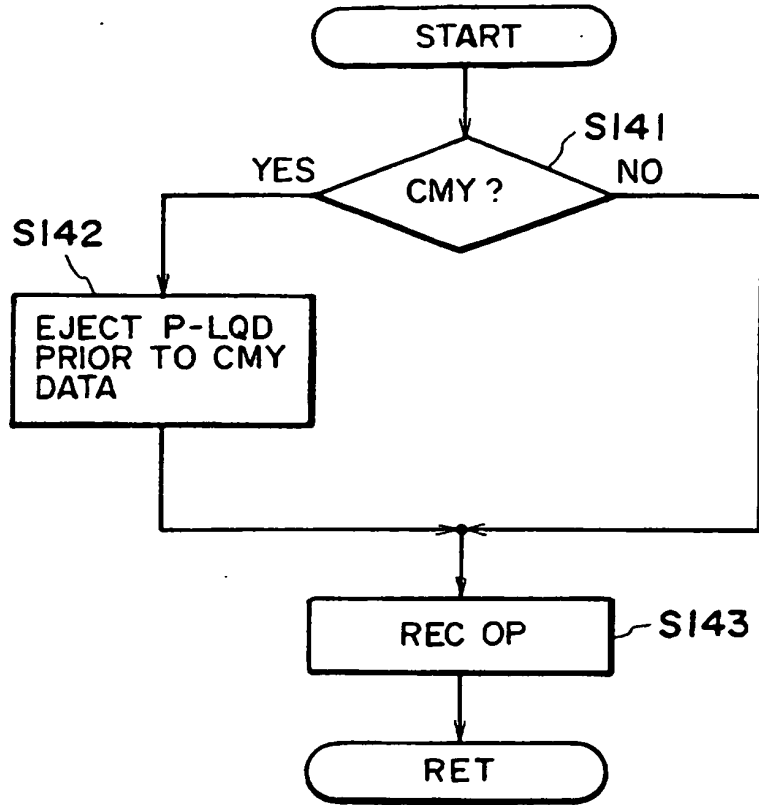 START
S141
YES
CMY?
NO
S142
EJECT P-LQD
PRIOR TO CMY
DATA
REC OP
S143
RET